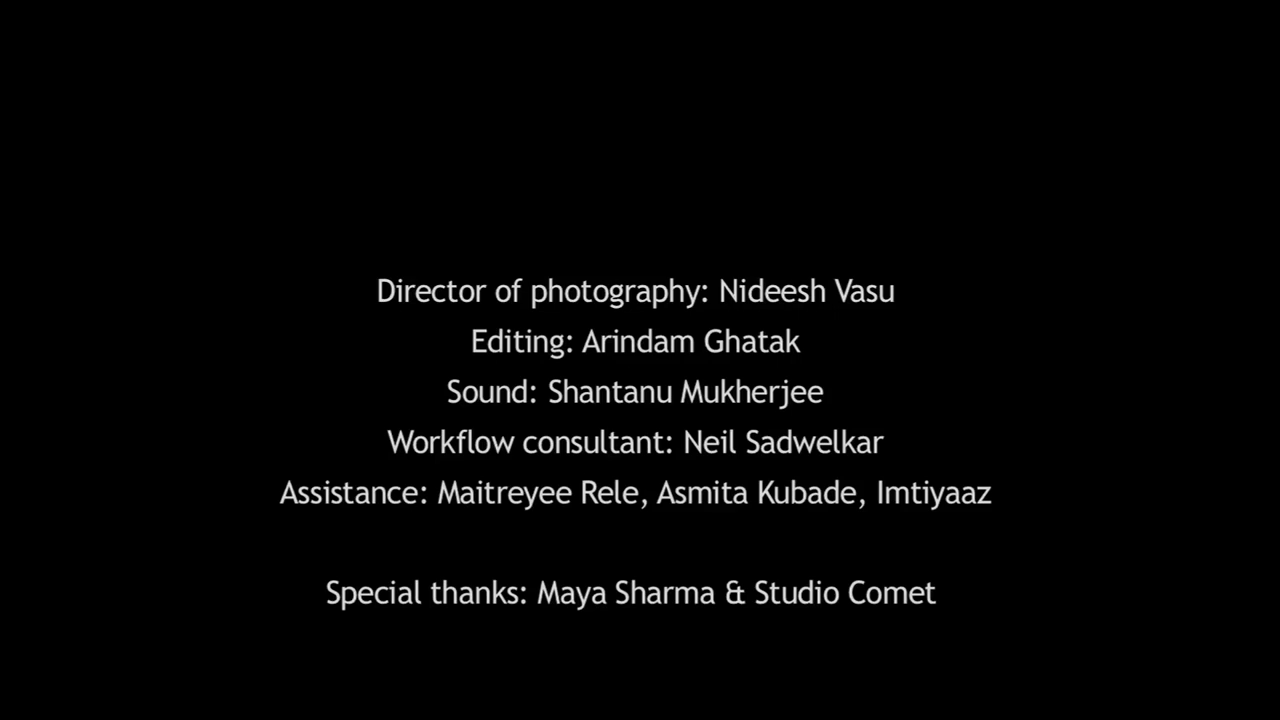 Director of photography: Nideesh Vasu
Editing: Arindam Ghatak
Sound: Shantanu Mukherjee
Workflow consultant: Neil Sadwelkar
Assistance: Maitreyee Rele, Asmita Kubade, Imtiyaaz
Special thanks: Maya Sharma & Studio Comet